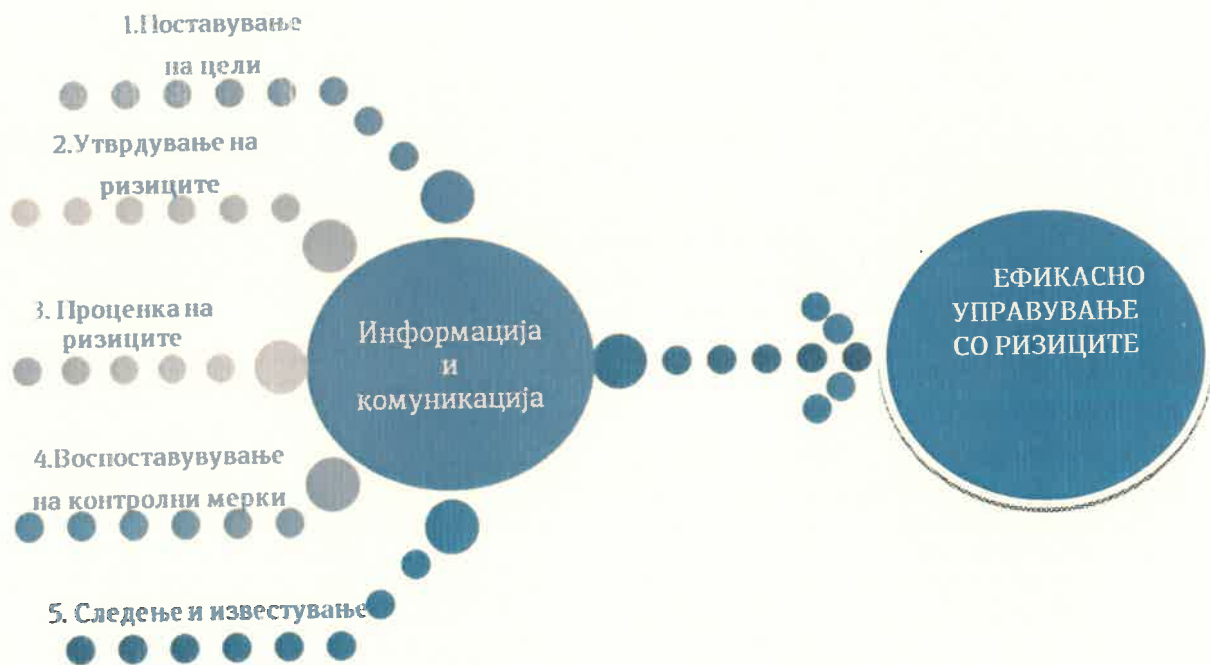 1.Поставување
на цели
2.Утврдување на
ризиците
3. Проценка на
ризиците
4.Воспоставувување
на контролни мерки
5. Следење и известување
Информација
и
комуникација
ЕФИКАСНО
УПРАВУВАЊЕ
СО РИЗИЦИТЕ